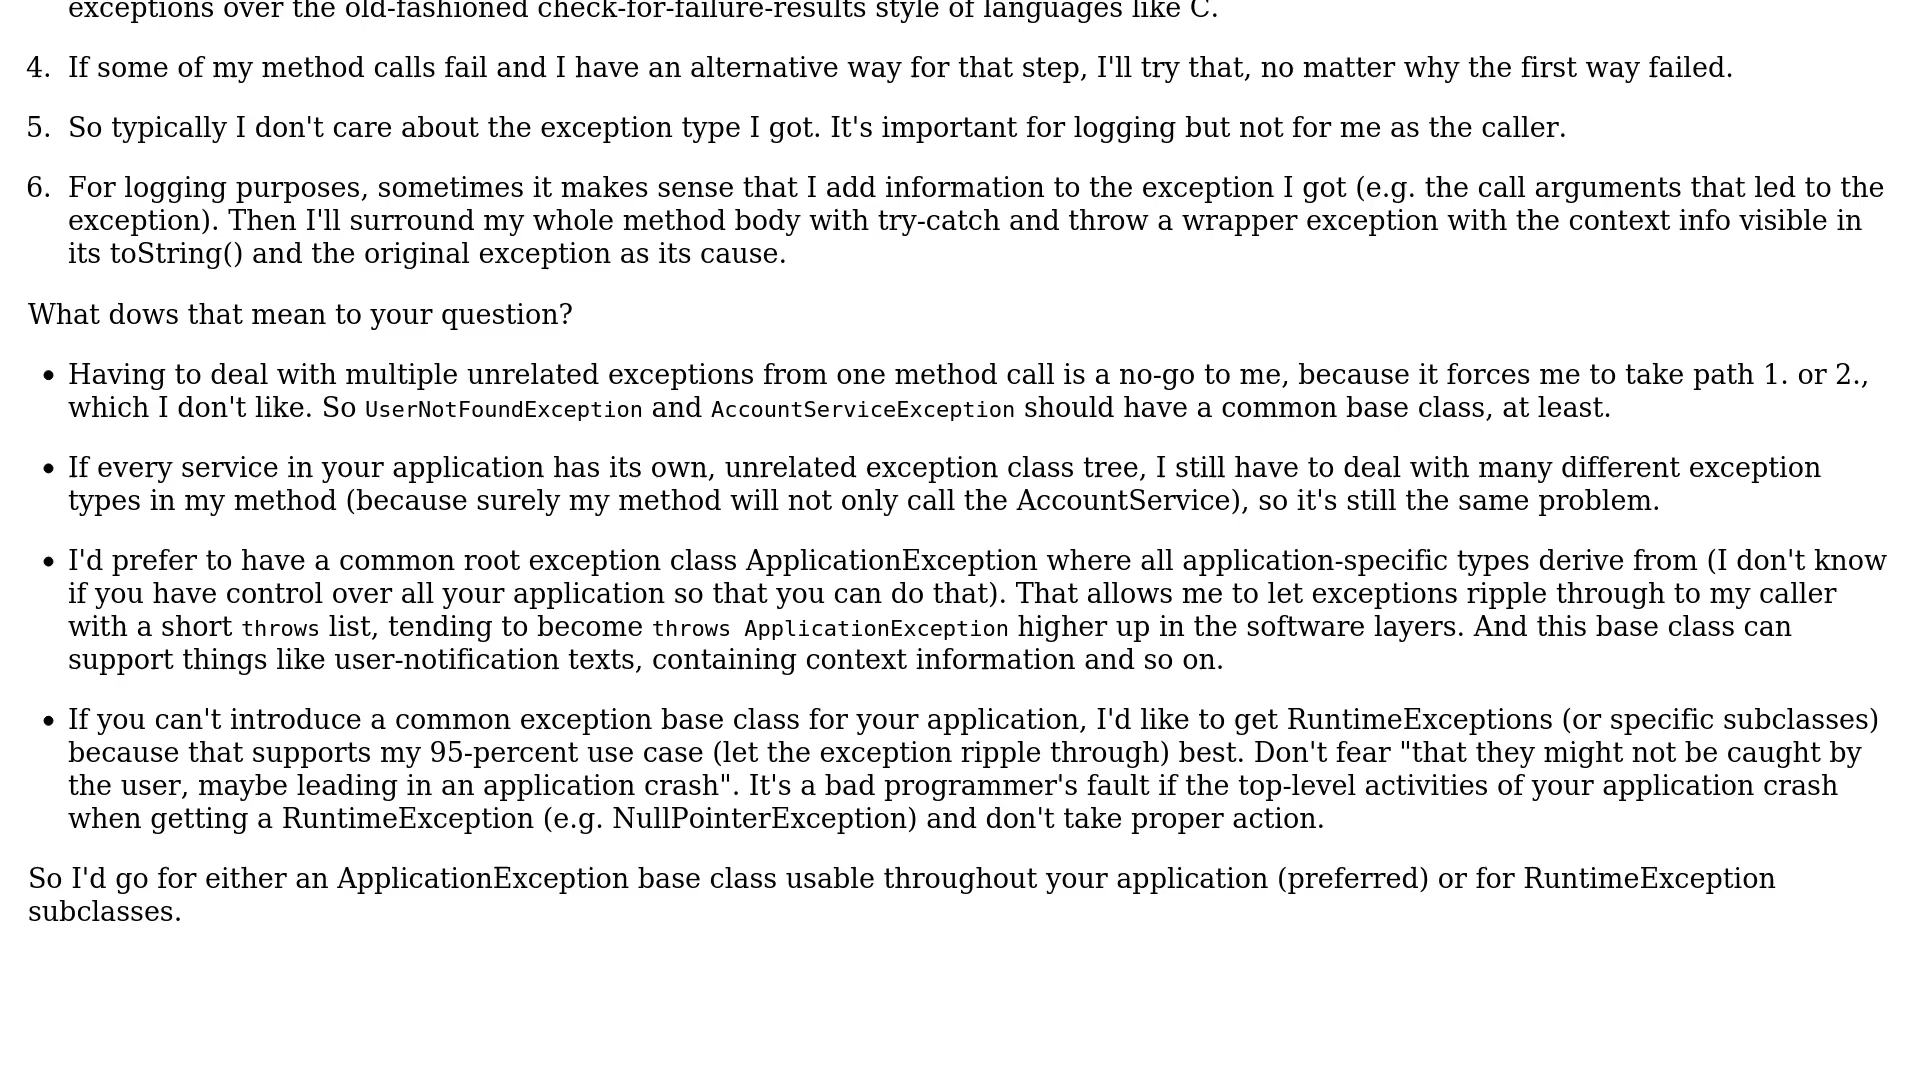 exceptions over the old-fashioned check-for-failure-results style of languages like C.
4. If some of my method calls fail and I have an alternative way for that step, I'll try that, no matter why the first way failed.
5. So typically I don't care about the exception type I got. It's important for logging but not for me as the caller.
6. For logging purposes, sometimes it makes sense that I add information to the exception I got (e.g. the call arguments that led to the
exception). Then I'll surround my whole method body with try-catch and throw a wrapper exception with the context info visible in
its toString() and the original exception as its cause.
What dows that mean to your question?
• Having to deal with multiple unrelated exceptions from one method call is a no-go to me, because it forces me to take path 1. or 2.,
which I don't like. So UserNotFoundException and AccountServiceException should have a common base class, at least.
• If every service in your application has its own, unrelated exception class tree, I still have to deal with many different exception
types in my method (because surely my method will not only call the AccountService), so it's still the same problem.
• I'd prefer to have a common root exception class ApplicationException where all application-specific types derive from (I don't know
if you have control over all your application so that you can do that). That allows me to let exceptions ripple through to my caller
with a short throws list, tending to become throws ApplicationException higher up in the software layers. And this base class can
support things like user-notification texts, containing context information and so on.
• If you can't introduce a common exception base class for your application, I'd like to get RuntimeExceptions (or specific subclasses)
because that supports my 95-percent use case (let the exception ripple through) best. Don't fear "that they might not be caught by
the user, maybe leading in an application crash". It's a bad programmer's fault if the top-level activities of your application crash
when getting a RuntimeException (e.g. NullPointerException) and don't take proper action.
So I'd go for either an ApplicationException base class usable throughout your application (preferred) or for RuntimeException
subclasses.